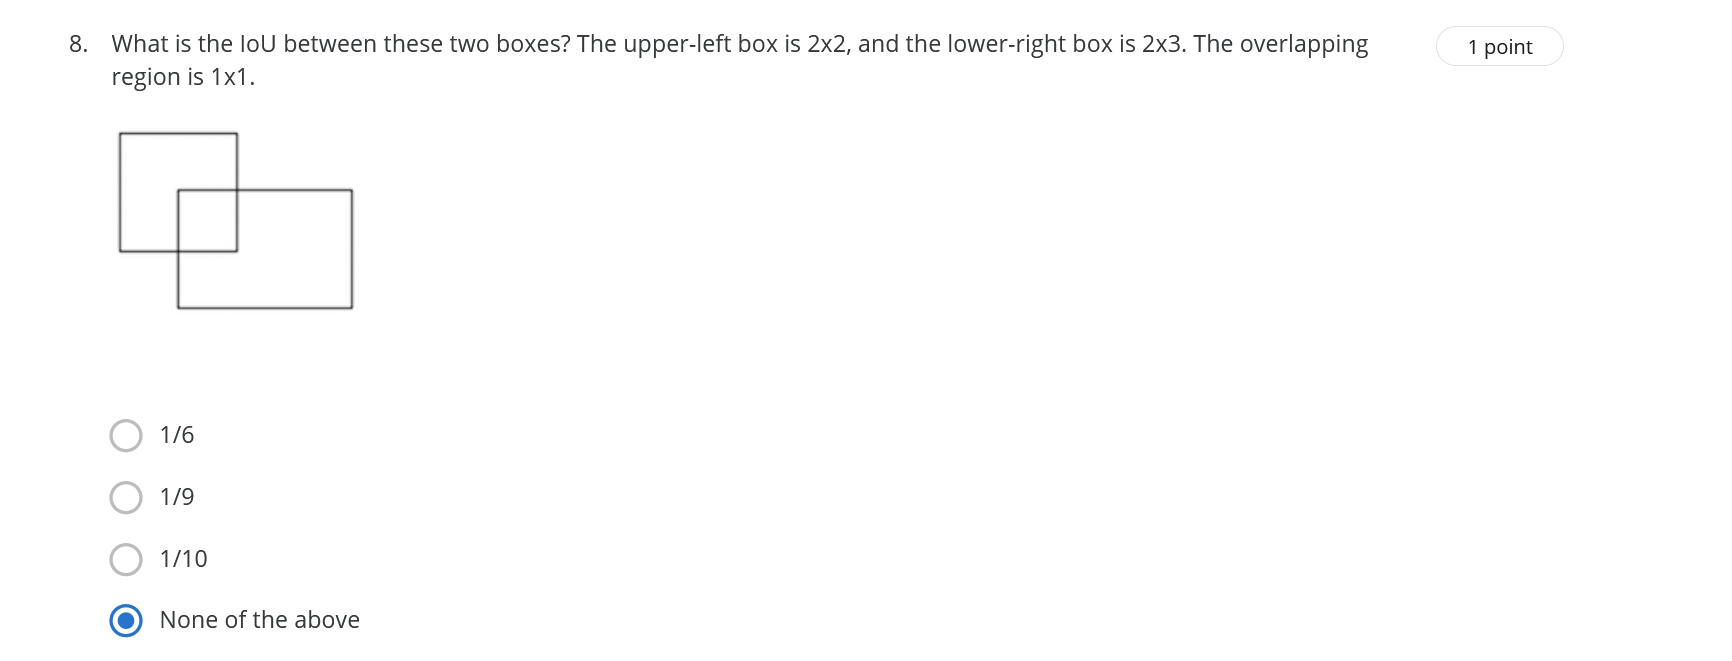 8. What is the IoU between these two boxes? The upper-left box is 2x2, and the lower-right box is 2x3. The overlapping
region is 1x1.
1 point
1/6
1/9
1/10
None of the above